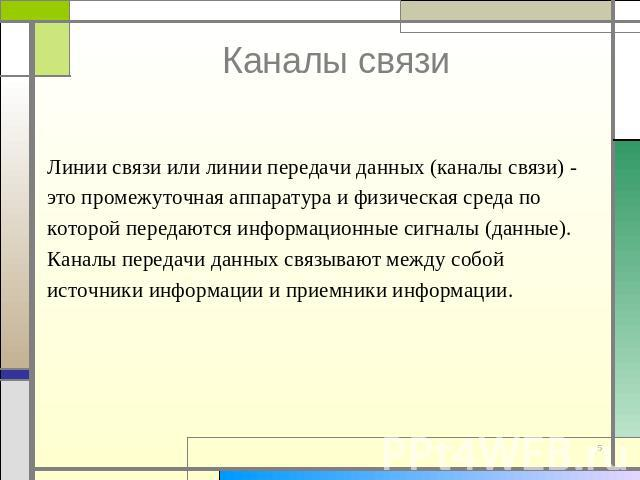 Каналы связи
Линии связи или линии передачи данных (каналы связи) -
это промежуточная аппаратура и физическая среда по
которой передаются информационные сигналы (данные).
Каналы передачи данных связывают между собой
источники информации и приемники информации.
5
PPt4WEB.ru